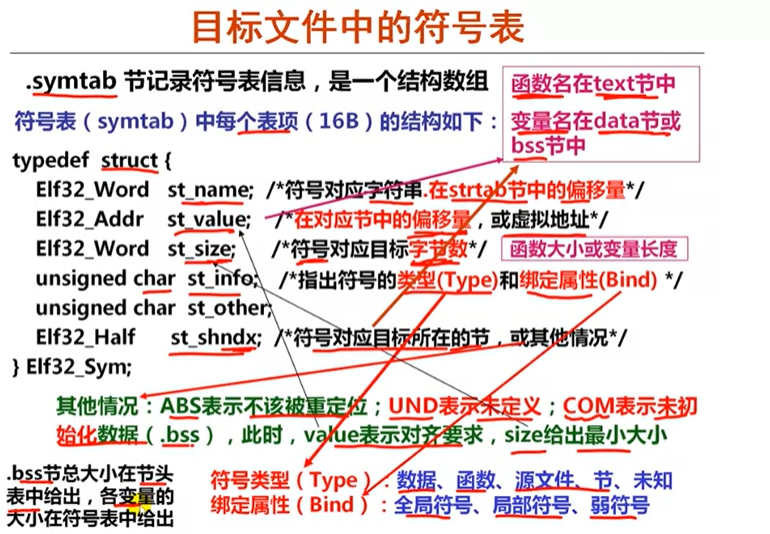 目标文件中的符号表
.symtab 节记录符号表信息，是一个结构数组
函数名在text节中
变量名在data节或
bss节中
符号表（symtab）中每个表项（16B）的结构如下：
typedef struct {
Elf32_Word st_name; /*符号对应字符串.在strtab节中的偏移量*/
Elf32_Addr st_value; /*在对应节中的偏移量，或虚拟地址*/
Elf32_Word st_size; /*符号对应目标字节数*/ 函数大小或变量长度
unsigned char st_info; /*指出符号的类型(Type)和绑定属性(Bind) */
unsigned char st_other;
Elf32_Half st_shndx; /*符号对应目标所在的节，或其他情况*/
} Elf32_Sym;
其他情况：ABS表示不该被重定位；UND表示未定义；COM表示未初
始化数据（.bss），此时，value表示对齐要求，size给出最小大小
.bss节总大小在节头
表中给出，各变量的
大小在符号表中给出
符号类型（Type）：数据、函数、源文件、节、未知
绑定属性（Bind）：全局符号、局部符号、弱符号